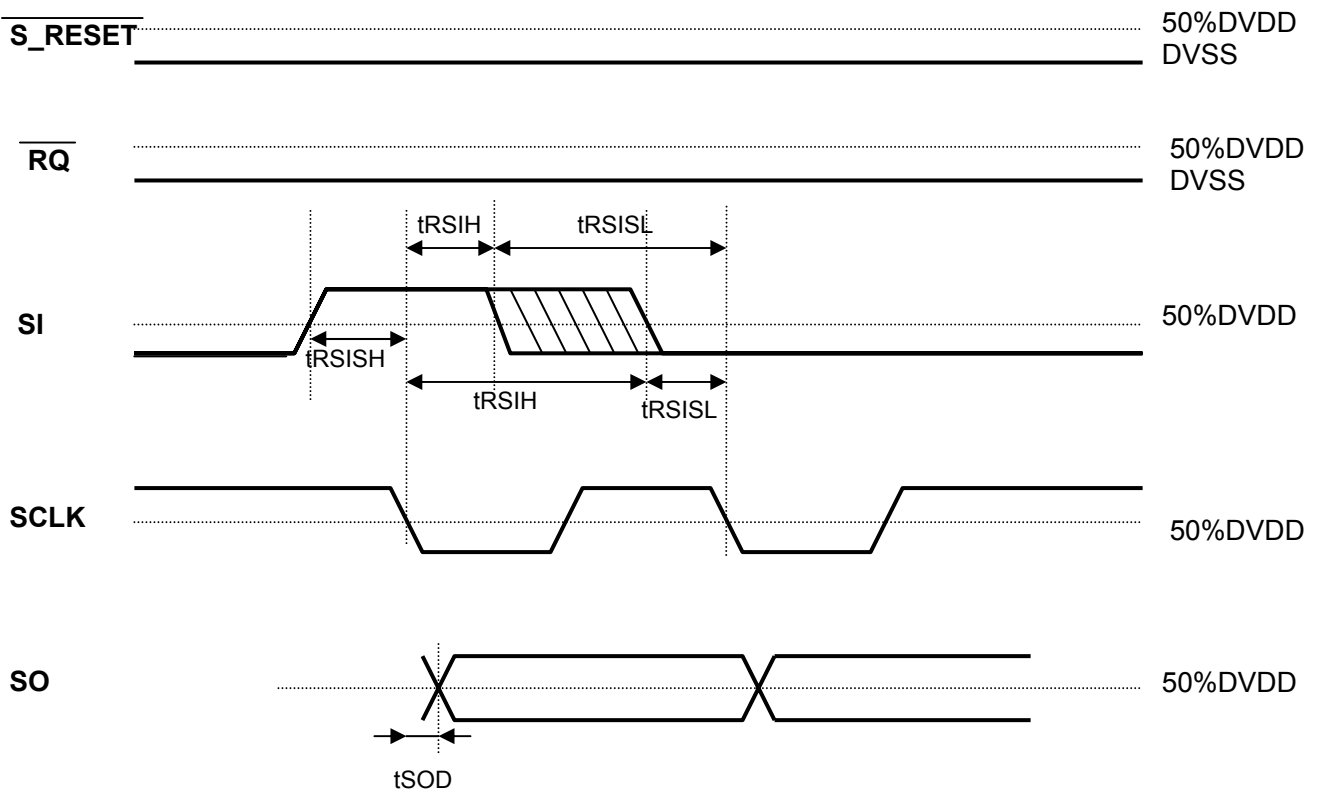 S_RESET
50%DVDD
DVSS
RQ
50%DVDD
DVSS
tRSIH
tRSISL
SI
50%DVDD
tRSISH
tRSIH
tRSISL
SCLK
50%DVDD
SO
50%DVDD
tSOD